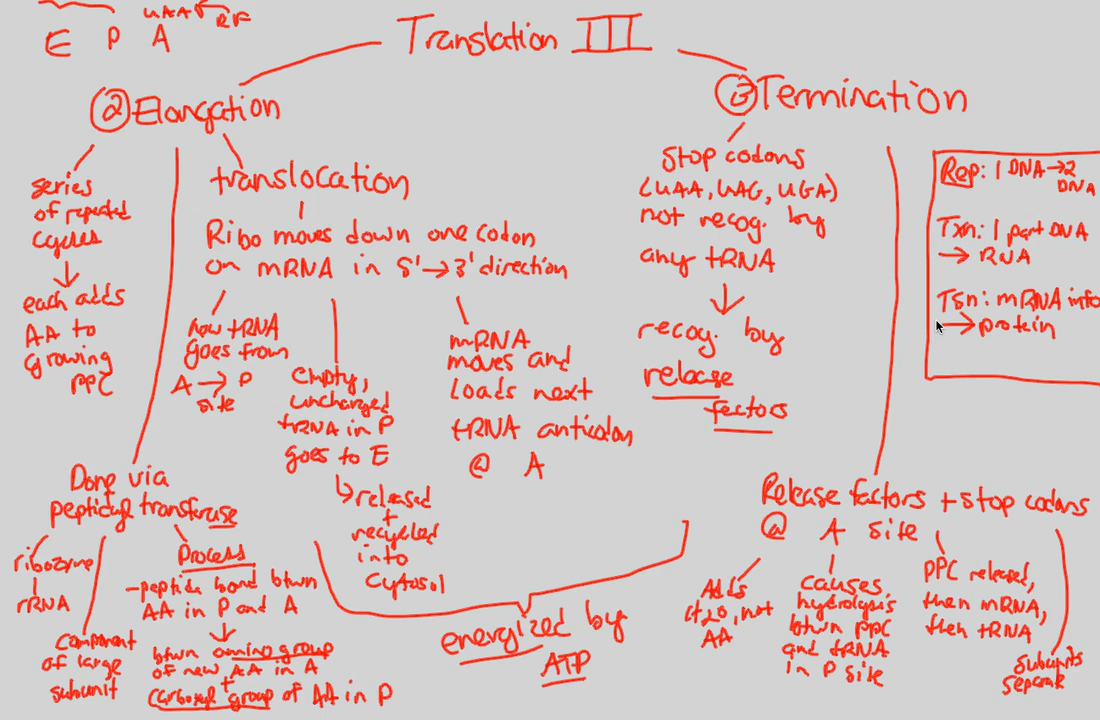 Translation III
UAA RF
E P A
② Elongation
series
of repeated
cycles
each adds
AA to
growing
PPC
translocation
Ribo moves down one codon
on mRNA in 5'→3' direction
now tRNA
goes from
A → P
site
empty,
uncharged
tRNA in P
goes to E
↳ released
+
recycled
into
cytosol
mRNA
moves and
loads next
tRNA anticodon
@ A
energized by
ATP
Done via
peptidyl transferase
ribozyme
rRNA
component
of large
subunit
Process
-peptide bond btwn
AA in P and A
btwn amino group
of new AA in A
+
carboxyl group of AA in P
③ Termination
stop codons
(UAA, UAG, UGA)
not recog. by
any tRNA
recog. by
release
factors
Release factors + stop codons
@ A site
Adds
H2O, not
AA
causes
hydrolysis
btwn PPC
and tRNA
in P site
PPC released,
then mRNA,
then tRNA
subunits
separate
Rep: 1 DNA → 2
DNA
Txn: 1 part DNA
→ RNA
Tsn: mRNA info
→ protein